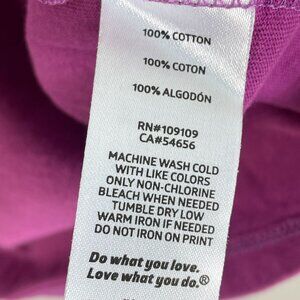 100% COTTON
100% COTON
100% ALGODÓN
RN#109109
CA#54656
MACHINE WASH COLD
WITH LIKE COLORS
ONLY NON-CHLORINE
BLEACH WHEN NEEDED
TUMBLE DRY LOW
WARM IRON IF NEEDED
DO NOT IRON ON PRINT
Do what you love.
Love what you do.®